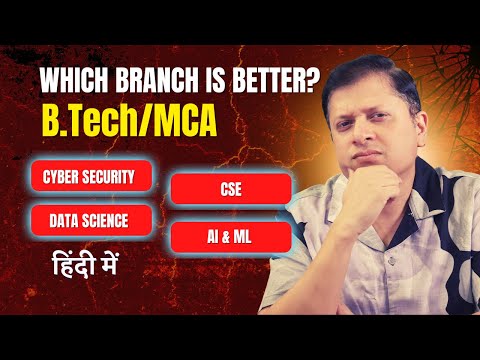 WHICH BRANCH IS BETTER?
B.Tech/MCA
CYBER SECURITY
CSE
DATA SCIENCE
AI & ML
हिंदी में